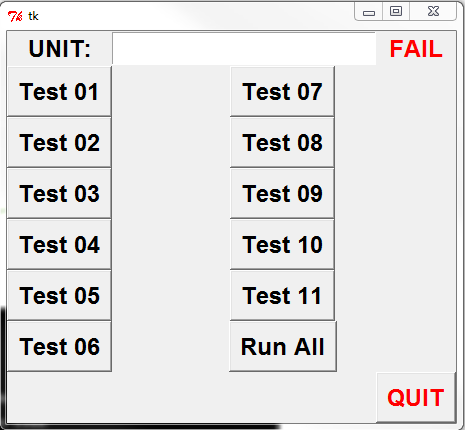 tk
UNIT: FAIL
Test 01 Test 07
Test 02 Test 08
Test 03 Test 09
Test 04 Test 10
Test 05 Test 11
Test 06 Run All
QUIT